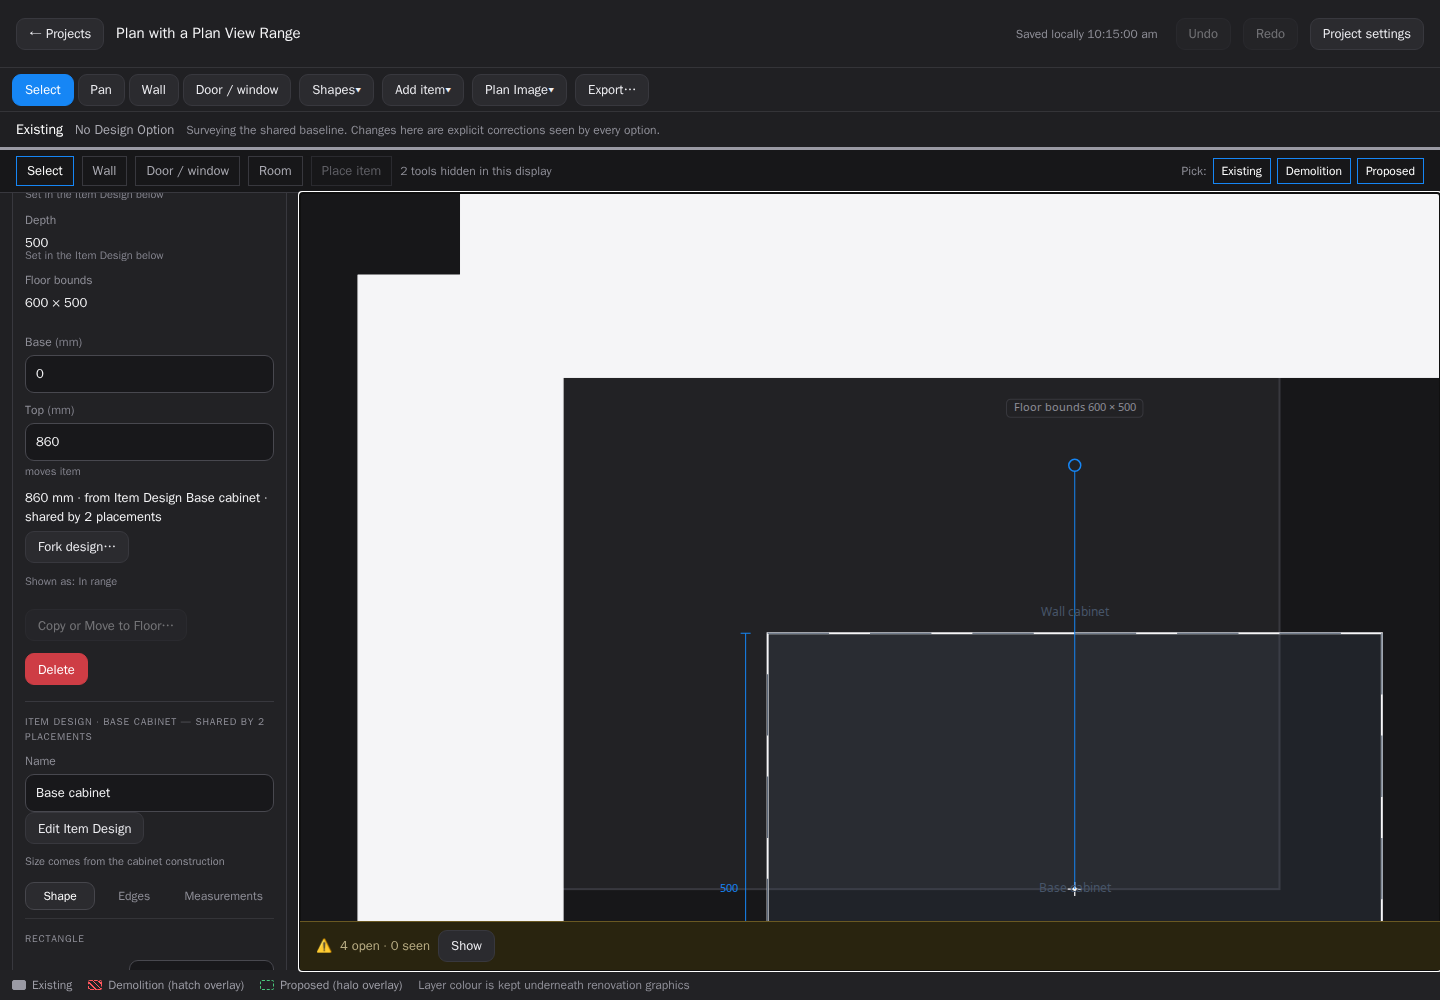 ← Projects
Plan with a Plan View Range
Saved locally 10:15:00 am
Undo
Redo
Project settings
Select
Pan
Wall
Door / window
Shapes▾
Add item▾
Plan Image▾
Export⋯
Existing
No Design Option
Surveying the shared baseline. Changes here are explicit corrections seen by every option.
Select
Wall
Door / window
Room
Place item
2 tools hidden in this display
Pick:
Existing
Demolition
Proposed
Set in the Item Design below
Depth
500
Set in the Item Design below
Floor bounds
600 × 500
Base (mm)
0
Top (mm)
860
moves item
860 mm · from Item Design Base cabinet ·
shared by 2 placements
Fork design⋯
Shown as: In range
Copy or Move to Floor⋯
Delete
ITEM DESIGN · BASE CABINET — SHARED BY 2
PLACEMENTS
Name
Base cabinet
Edit Item Design
Size comes from the cabinet construction
Shape
Edges
Measurements
RECTANGLE
Floor bounds 600 × 500
Wall cabinet
500
Base cabinet
4 open · 0 seen
Show
Existing
Demolition (hatch overlay)
Proposed (halo overlay)
Layer colour is kept underneath renovation graphics